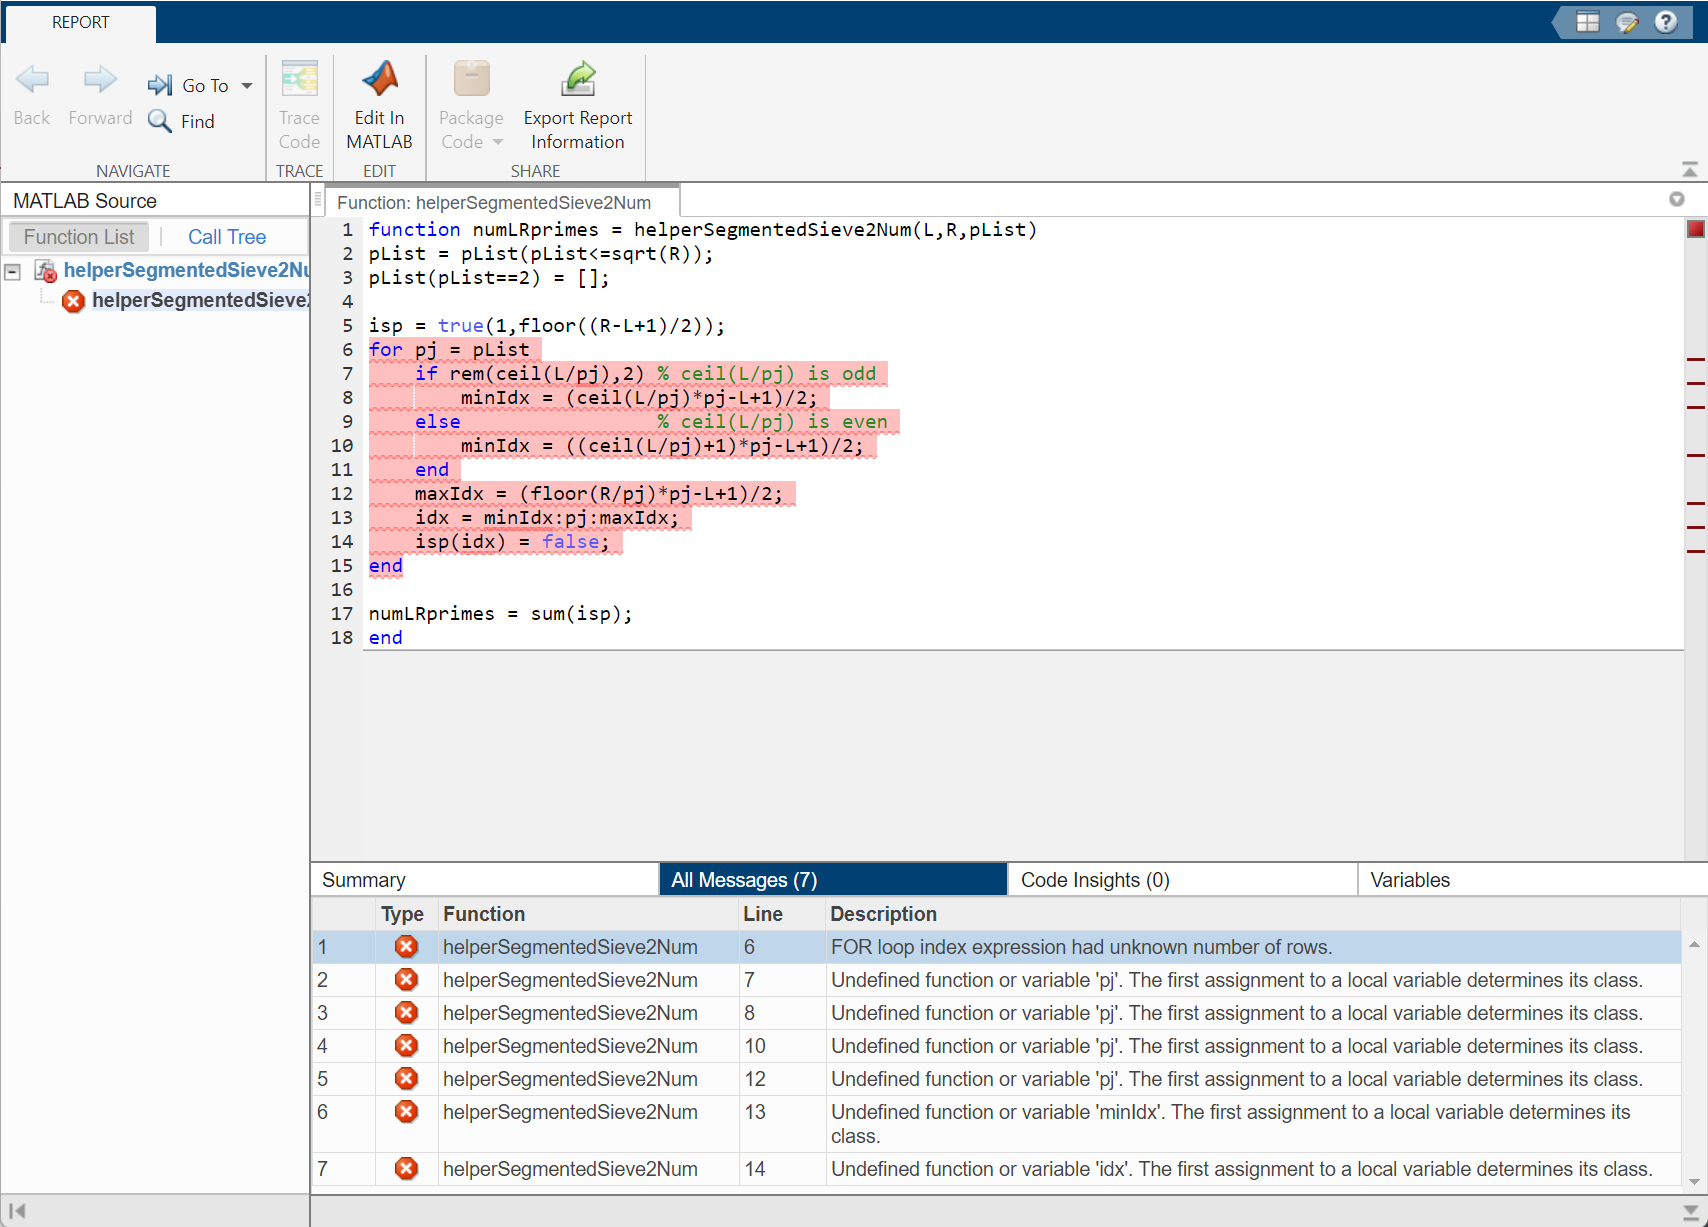 REPORT
Back
Forward
Go To
Find
NAVIGATE
Trace
Code
TRACE
Edit In
MATLAB
EDIT
Package
Code
Export Report
Information
SHARE
MATLAB Source
Function List
Call Tree
helperSegmentedSieve2Nu
helperSegmentedSieve2
Function: helperSegmentedSieve2Num
1 function numLRprimes = helperSegmentedSieve2Num(L,R,pList)
2 pList = pList(pList<=sqrt(R));
3 pList(pList==2) = [];
4
5 isp = true(1,floor((R-L+1)/2));
6 for pj = pList
7 if rem(ceil(L/pj),2) % ceil(L/pj) is odd
8 minIdx = (ceil(L/pj)*pj-L+1)/2;
9 else % ceil(L/pj) is even
10 minIdx = ((ceil(L/pj)+1)*pj-L+1)/2;
11 end
12 maxIdx = (floor(R/pj)*pj-L+1)/2;
13 idx = minIdx:pj:maxIdx;
14 isp(idx) = false;
15 end
16
17 numLRprimes = sum(isp);
18 end
Summary
All Messages (7)
Code Insights (0)
Variables
Type Function Line Description
1 helperSegmentedSieve2Num 6 FOR loop index expression had unknown number of rows.
2 helperSegmentedSieve2Num 7 Undefined function or variable 'pj'. The first assignment to a local variable determines its class.
3 helperSegmentedSieve2Num 8 Undefined function or variable 'pj'. The first assignment to a local variable determines its class.
4 helperSegmentedSieve2Num 10 Undefined function or variable 'pj'. The first assignment to a local variable determines its class.
5 helperSegmentedSieve2Num 12 Undefined function or variable 'pj'. The first assignment to a local variable determines its class.
6 helperSegmentedSieve2Num 13 Undefined function or variable 'minIdx'. The first assignment to a local variable determines its
class.
7 helperSegmentedSieve2Num 14 Undefined function or variable 'idx'. The first assignment to a local variable determines its class.